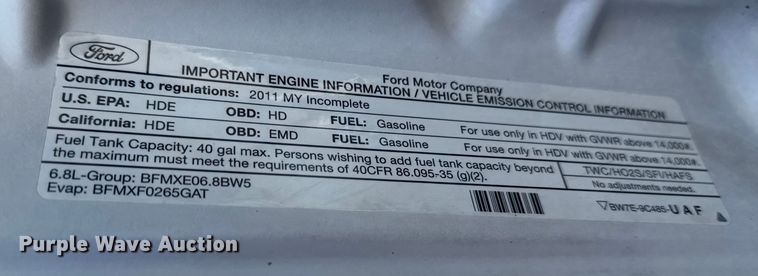 Ford
Ford Motor Company
IMPORTANT ENGINE INFORMATION / VEHICLE EMISSION CONTROL INFORMATION
Conforms to regulations: 2011 MY Incomplete
U.S. EPA: HDE OBD: HD FUEL: Gasoline For use only in HDV with GVWR above 14,000#.
California: HDE OBD: EMD FUEL: Gasoline For use only in HDV with GVWR above 14,000#.
Fuel Tank Capacity: 40 gal max. Persons wishing to add fuel tank capacity beyond
the maximum must meet the requirements of 40CFR 86.095-35 (g)(2).
TWC/HO2S/SFI/HAFS
No adjustments needed.
6.8L-Group: BFMXE06.8BW5
Evap: BFMXF0265GAT
BW7E-9C485-UAF
Purple Wave Auction